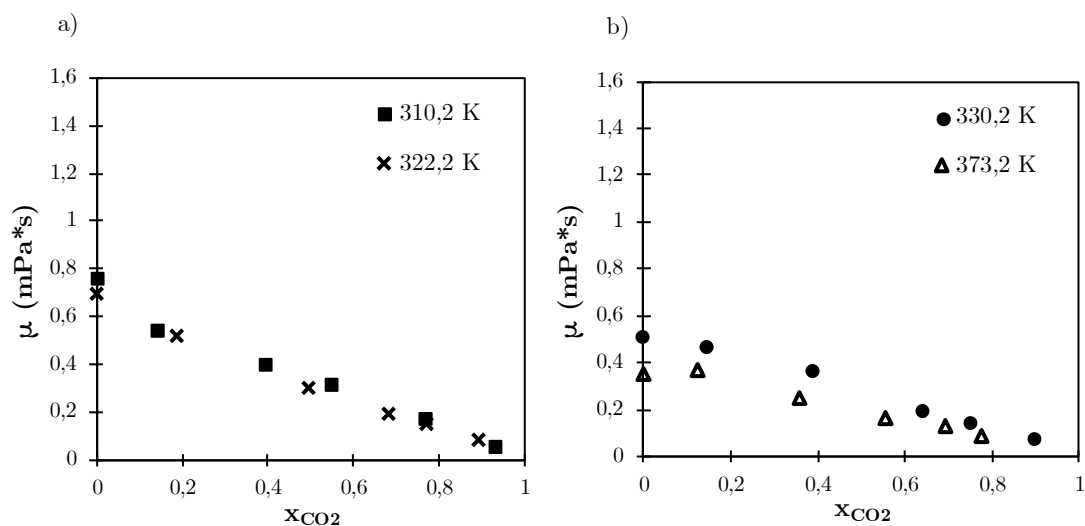 a)
1,6
1,4
1,2
1
0,8
0,6
0,4
0,2
0
μ (mPa*s)
310,2 K
322,2 K
0 0,2 0,4 0,6 0,8 1
xCO2
b)
1,6
1,4
1,2
1
0,8
0,6
0,4
0,2
0
μ (mPa*s)
330,2 K
373,2 K
0 0,2 0,4 0,6 0,8 1
xCO2